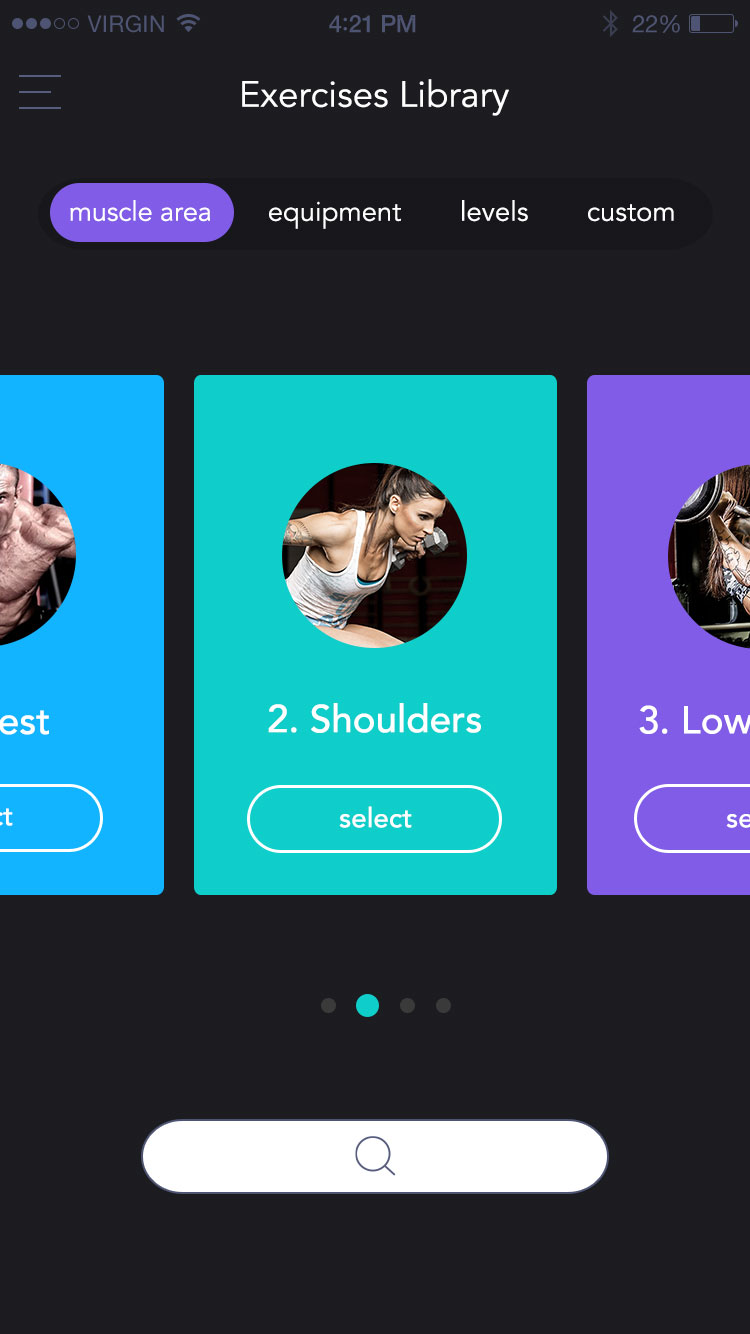 VIRGIN 4:21 PM 22%
Exercises Library
muscle area equipment levels custom
est 2. Shoulders 3. Low
ct select se